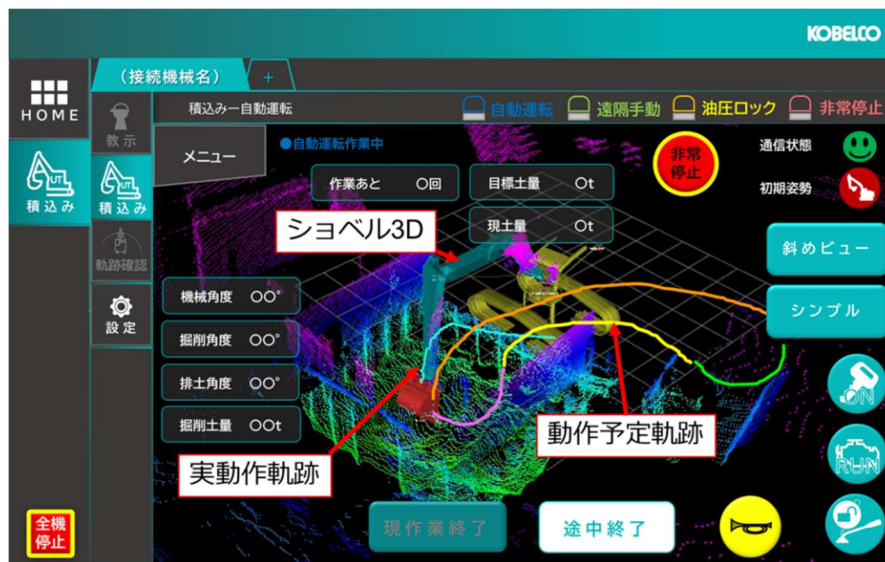 KOBELCO
(接続機械名)
+
HOME
積込みー自動運転
自動運転
遠隔手動
油圧ロック
非常停止
教示
メニュー
●自動運転作業中
非常
停止
通信状態
作業あと 〇回
目標土量 〇t
初期姿勢
UT
積込み
UT
積込み
現土量 〇t
ショベル3D
斜めビュー
軌跡確認
機械角度 〇〇°
シンプル
設定
掘削角度 〇〇°
排土角度 〇〇°
ON
掘削土量 〇〇t
動作予定軌跡
実動作軌跡
RUN
全機
停止
現作業終了
途中終了